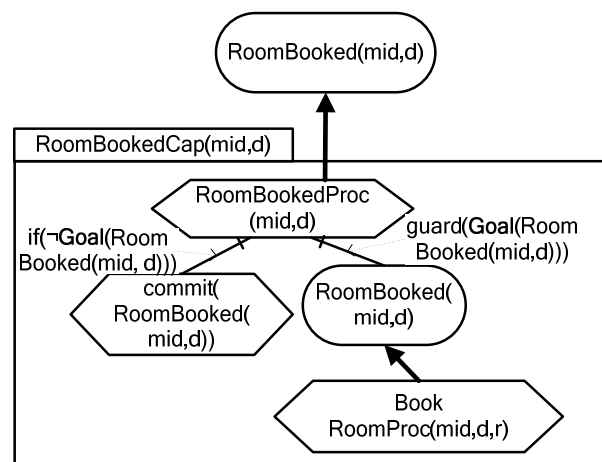 RoomBooked(mid,d)
RoomBookedCap(mid,d)
RoomBookedProc
(mid,d)
if(¬Goal(Room
Booked(mid, d)))
guard(Goal(Room
Booked(mid,d)))
commit(
RoomBooked(
mid,d))
RoomBooked(
mid,d)
Book
RoomProc(mid,d,r)